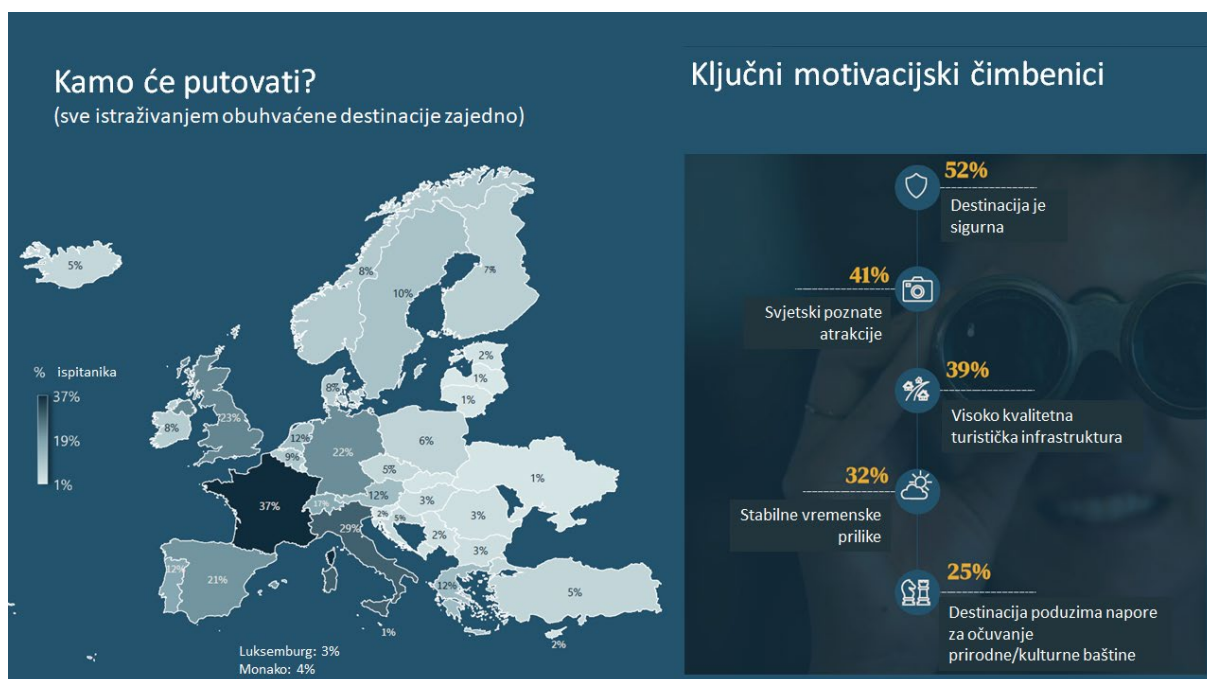 Kamo će putovati?
(sve istraživanjem obuhvaćene destinacije zajedno)
5%
8%
10%
7%
% ispitanika
37%
19%
1%
2%
1%
1%
8%
8%
23%
12%
9%
22%
6%
5%
1%
37%
17%
12%
3%
3%
2%
5%
2%
3%
29%
12%
21%
12%
5%
1%
2%
Luksemburg: 3%
Monako: 4%
Ključni motivacijski čimbenici
52%
Destinacija je
sigurna
41%
Svjetski poznate
atrakcije
39%
Visoko kvalitetna
turistička infrastruktura
32%
Stabilne vremenske
prilike
25%
Destinacija poduzima napore
za očuvanje
prirodne/kulturne baštine